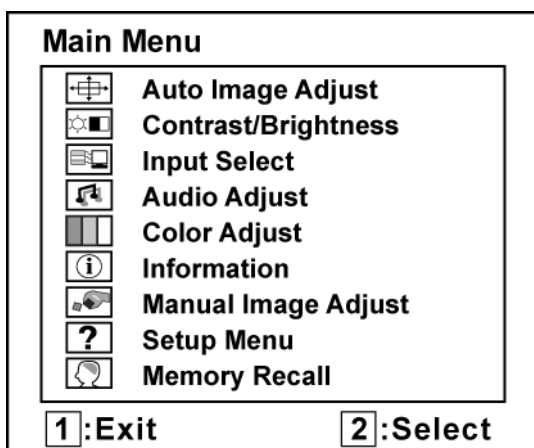 Main Menu
Auto Image Adjust
Contrast/Brightness
Input Select
Audio Adjust
Color Adjust
Information
Manual Image Adjust
? Setup Menu
Memory Recall
1:Exit 2:Select